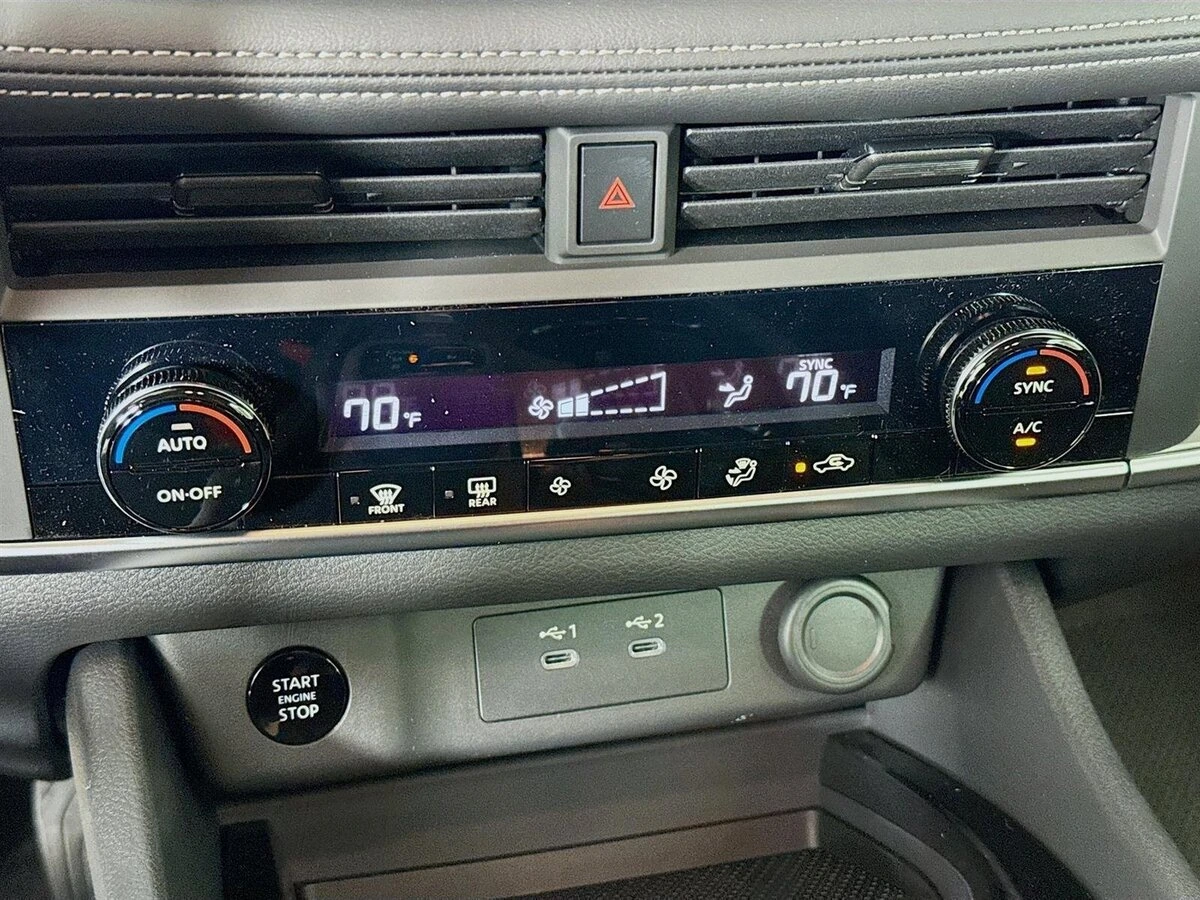 SYNC
70°F
70°F
AUTO
ON·OFF
SYNC
A/C
FRONT
REAR
1
2
START
ENGINE
STOP